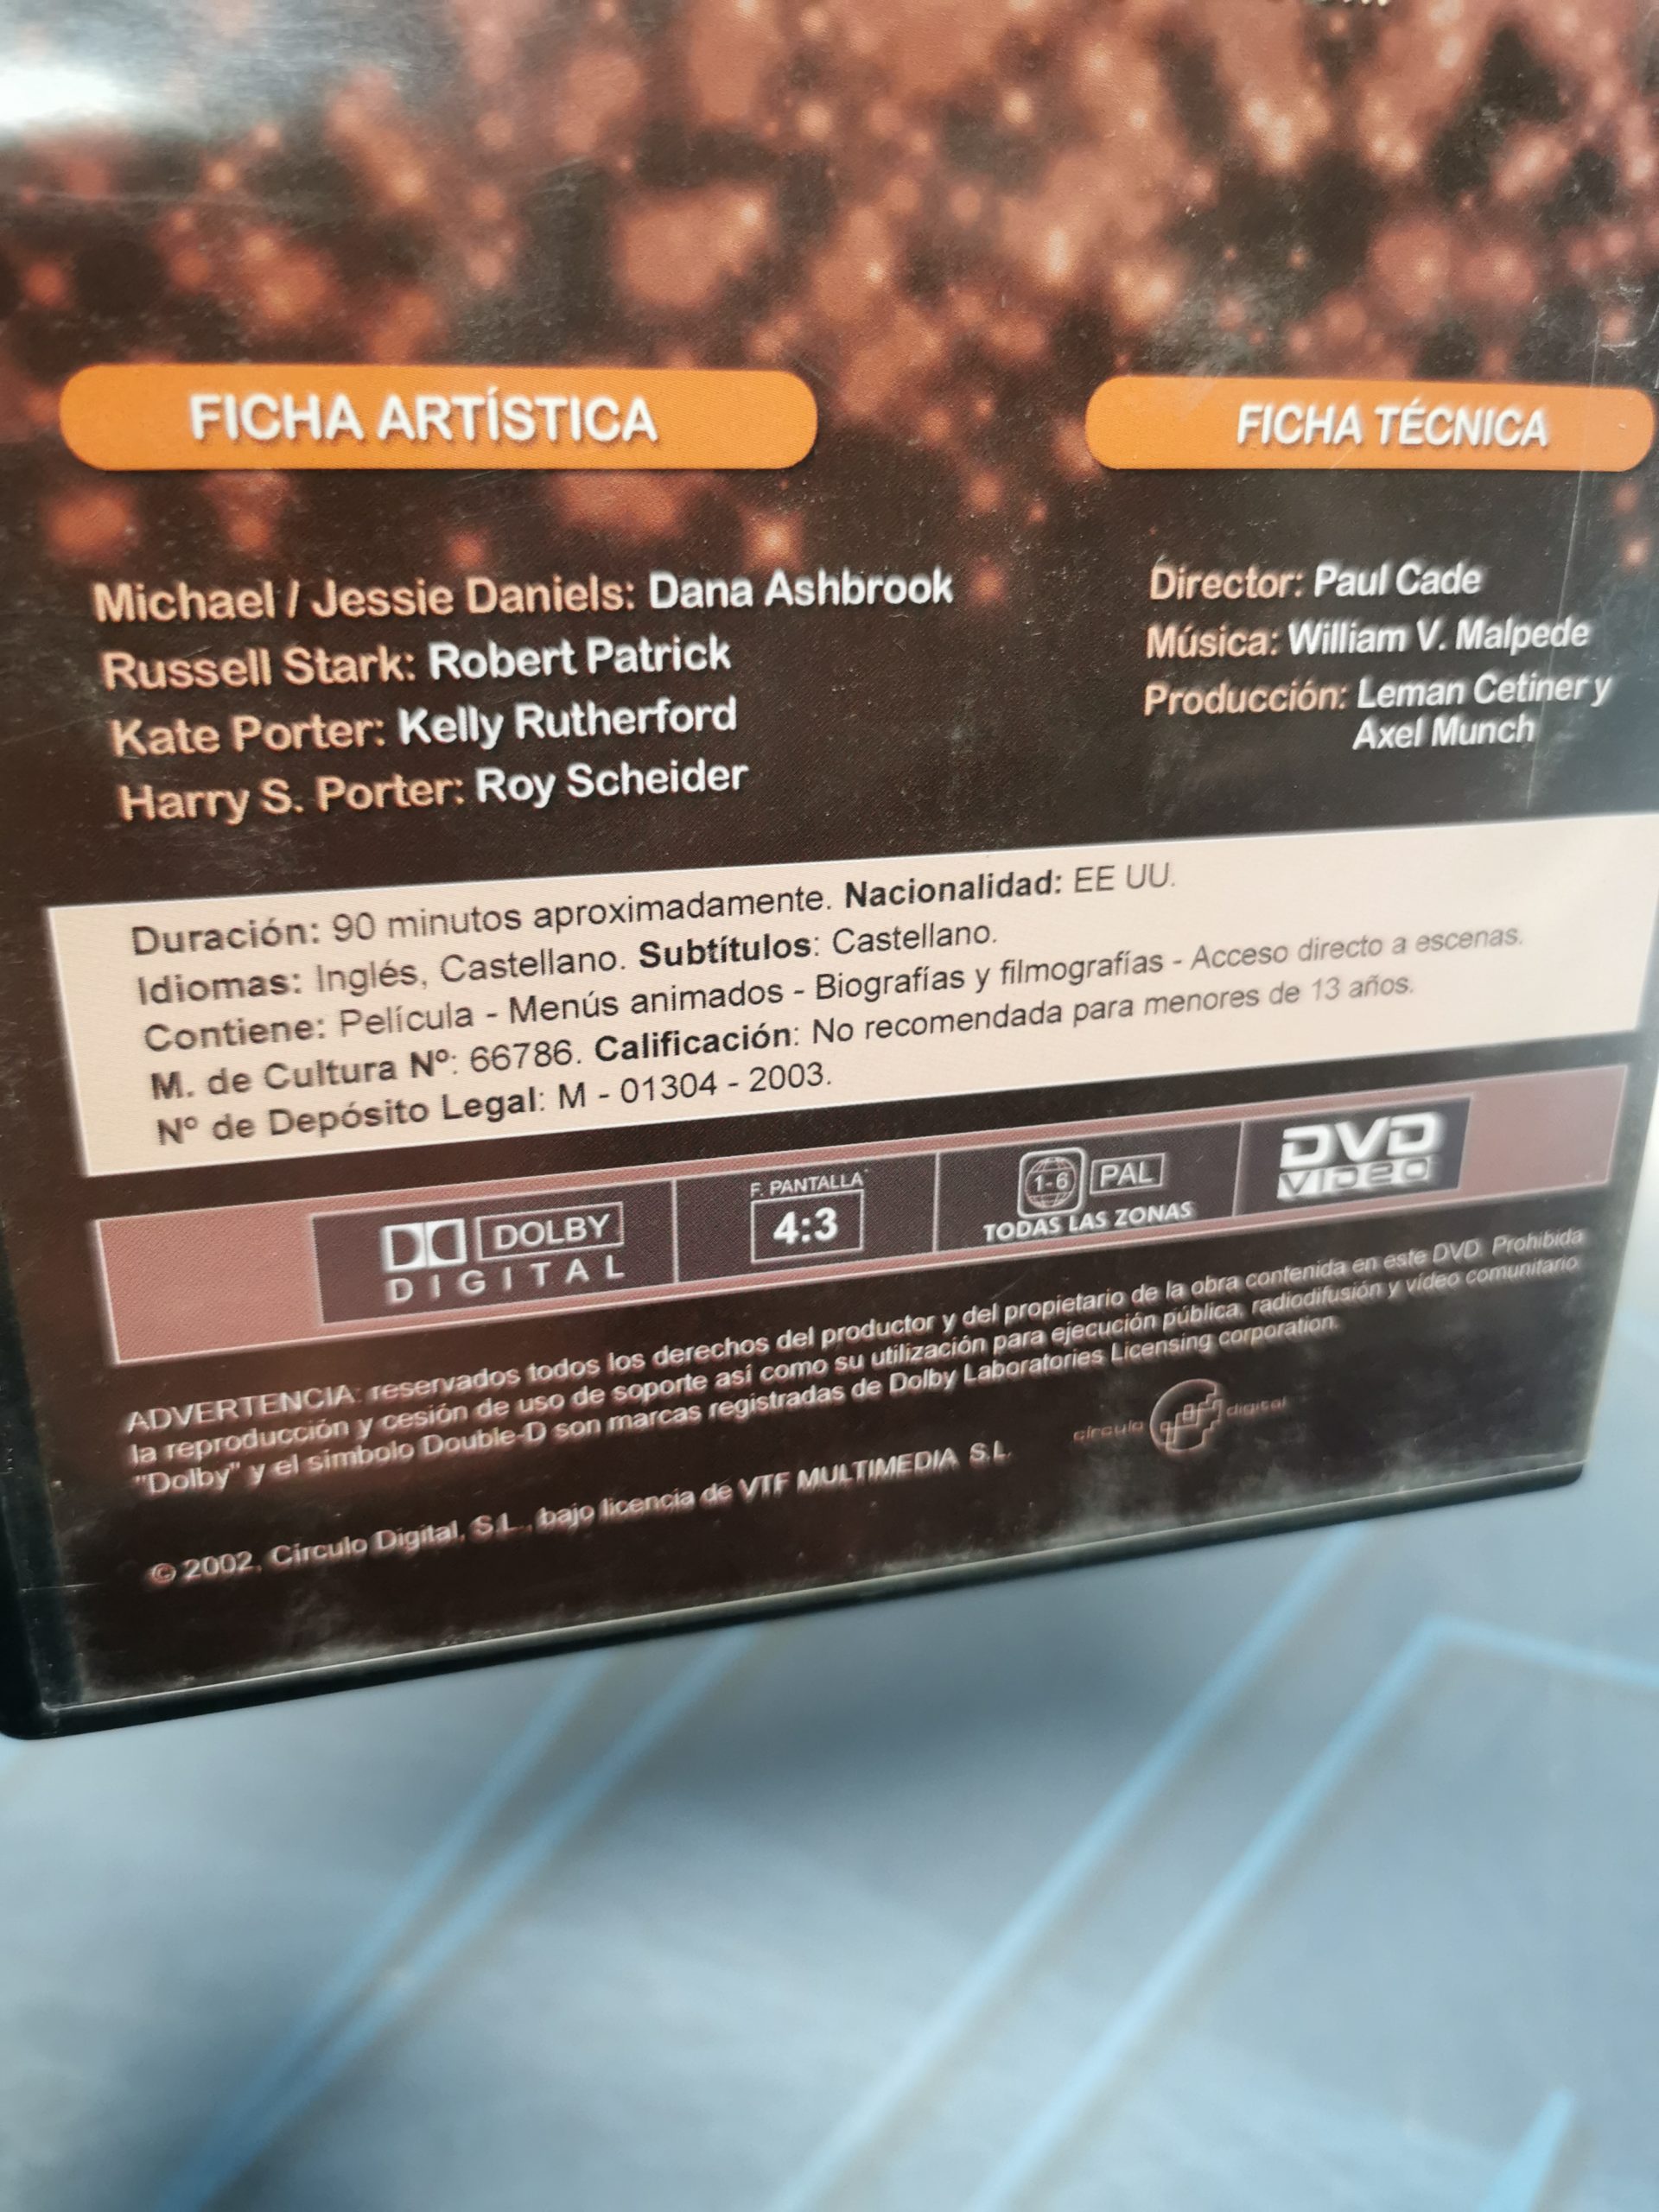 FICHA ARTÍSTICA
Michael / Jessie Daniels: Dana Ashbrook
Russell Stark: Robert Patrick
Kate Porter: Kelly Rutherford
Harry S. Porter: Roy Scheider
FICHA TÉCNICA
Director: Paul Cade
Música: William V. Malpede
Producción: Leman Cetiner y
Axel Munch
Duración: 90 minutos aproximadamente. Nacionalidad: EE UU.
Idiomas: Inglés, Castellano. Subtítulos: Castellano.
Contiene: Película - Menús animados - Biografías y filmografías - Acceso directo a escenas.
M. de Cultura Nº: 66786. Calificación: No recomendada para menores de 13 años.
Nº de Depósito Legal: M - 01304 - 2003.
DOLBY
DIGITAL
F. PANTALLA
4:3
1-6 PAL
TODAS LAS ZONAS
DVD
VIDEO
ADVERTENCIA: reservados todos los derechos del productor y del propietario de la obra contenida en este DVD. Prohibida
la reproducción y cesión de uso de soporte así como su utilización para ejecución pública, radiodifusión y vídeo comunitario.
"Dolby" y el símbolo Double-D son marcas registradas de Dolby Laboratories Licensing corporation.
círculo digital
© 2002, Círculo Digital, S.L., bajo licencia de VTF MULTIMEDIA S.L.